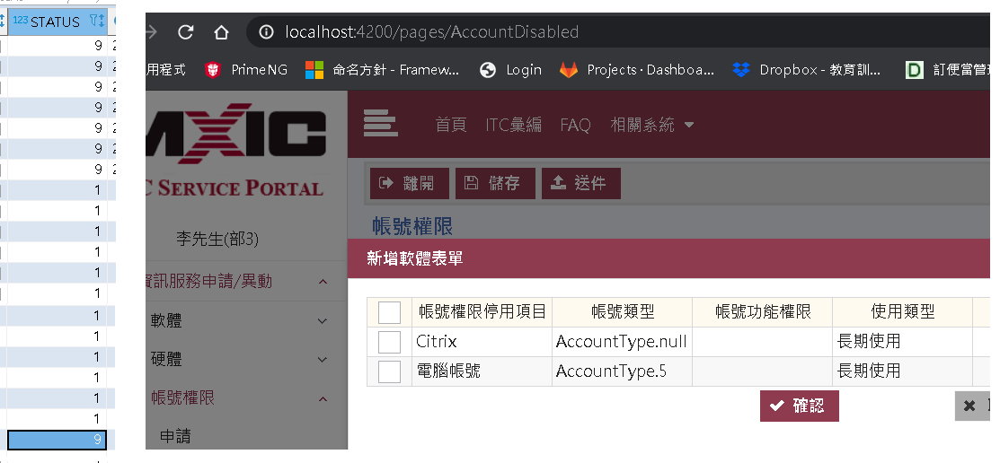 123 STATUS
9 2
9 2
9 2
9 2
9 2
9 2
9 2
1
1
1
1
1
1
1
1
1
1
1
1
9
localhost:4200/pages/AccountDisabled
用程式 PrimeNG 命名方針 - Framew... Login Projects · Dashboa... Dropbox - 教育訓... 訂便當管
MXIC
C SERVICE PORTAL
李先生(部3)
資訊服務申請/異動
軟體
硬體
帳號權限
申請
首頁 ITC彙編 FAQ 相關系統
離開 儲存 送件
帳號權限
新增軟體表單
帳號權限停用項目 帳號類型 帳號功能權限 使用類型
Citrix AccountType.null 長期使用
電腦帳號 AccountType.5 長期使用
確認